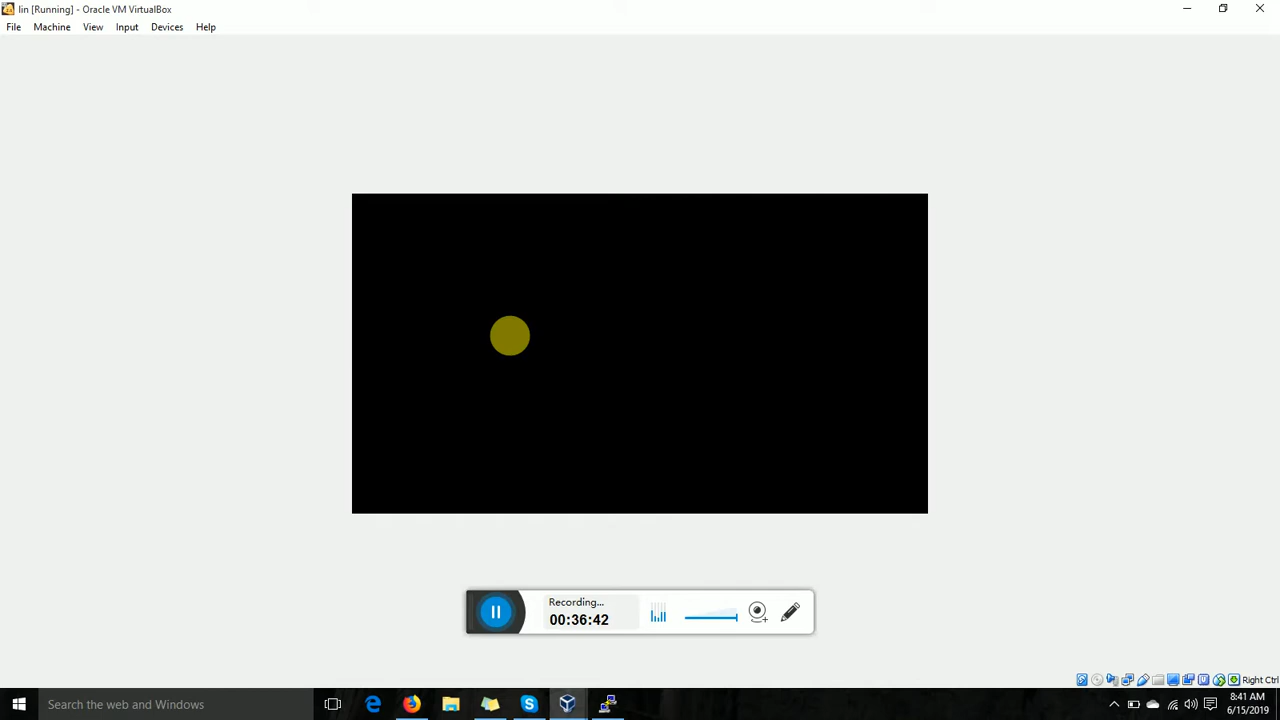 lin [Running] - Oracle VM VirtualBox
File Machine View Input Devices Help
Recording...
00:36:42
Right Ctrl
Search the web and Windows
8:41 AM
6/15/2019